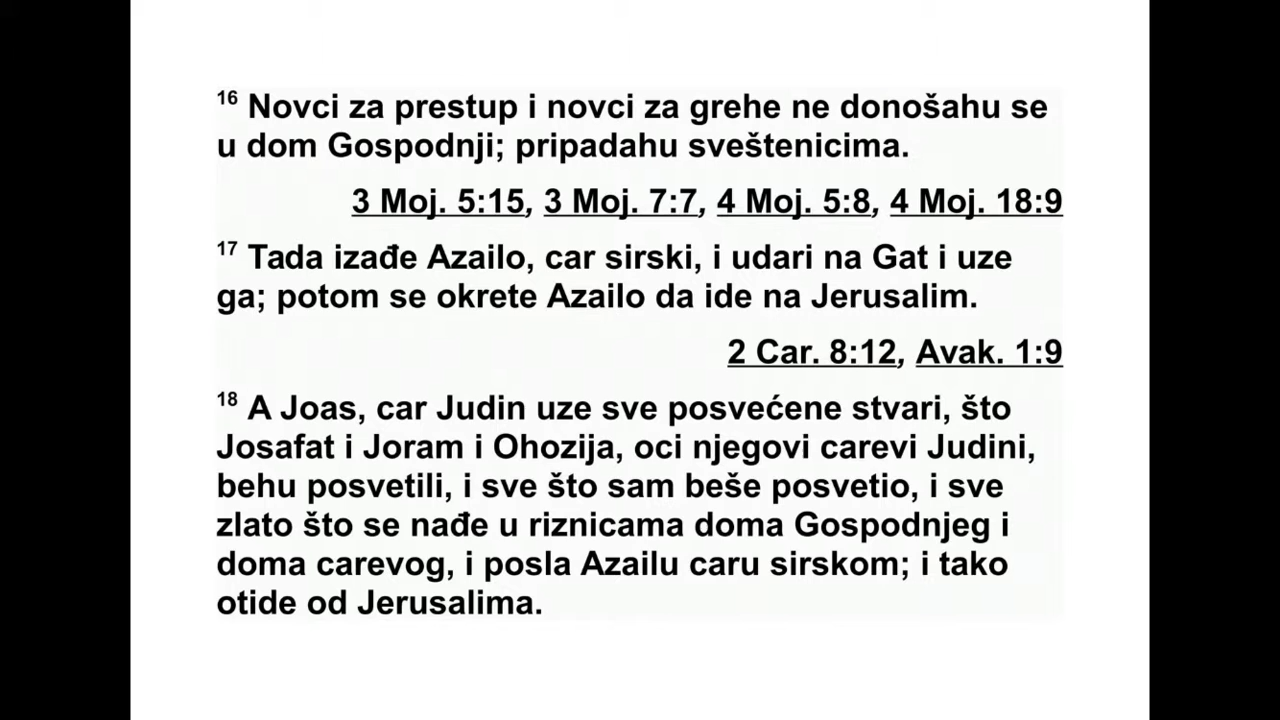 16 Novci za prestup i novci za grehe ne donošahu se
u dom Gospodnji; pripadahu sveštenicima.
3 Moj. 5:15, 3 Moj. 7:7, 4 Moj. 5:8, 4 Moj. 18:9
17 Tada izađe Azailo, car sirski, i udari na Gat i uze
ga; potom se okrete Azailo da ide na Jerusalim.
2 Car. 8:12, Avak. 1:9
18 A Joas, car Judin uze sve posvećene stvari, što
Josafat i Joram i Ohozija, oci njegovi carevi Judini,
behu posvetili, i sve što sam beše posvetio, i sve
zlato što se nađe u riznicama doma Gospodnjeg i
doma carevog, i posla Azailu caru sirskom; i tako
otide od Jerusalima.